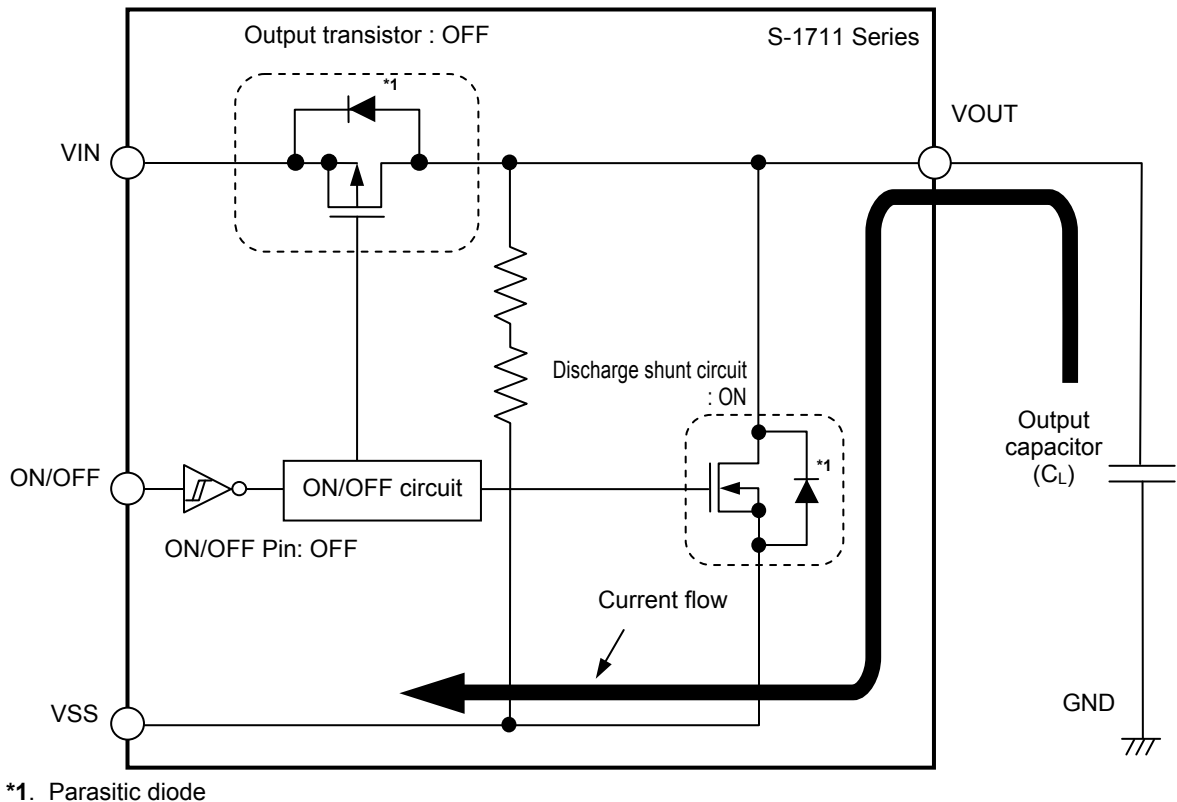 Output transistor : OFF
S-1711 Series
*1
VOUT
VIN
Discharge shunt circuit
: ON
Output
capacitor
(CL)
*1
ON/OFF
ON/OFF circuit
ON/OFF Pin: OFF
Current flow
GND
VSS
*1. Parasitic diode